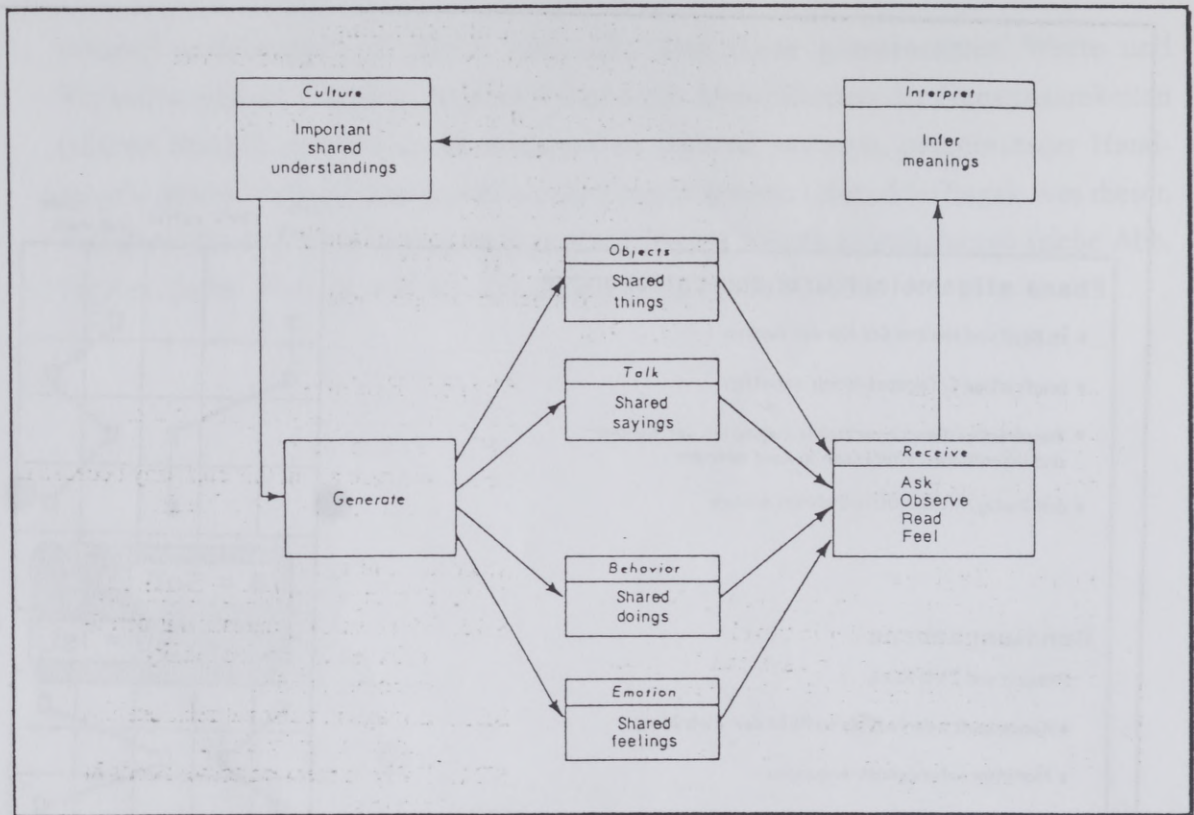 Culture
Important
shared
understandings
Interpret
Infer
meanings
Objects
Shared
things
Talk
Shared
sayings
Generate
Receive
Ask
Observe
Read
Feel
Behavior
Shared
doings
Emotion
Shared
feelings